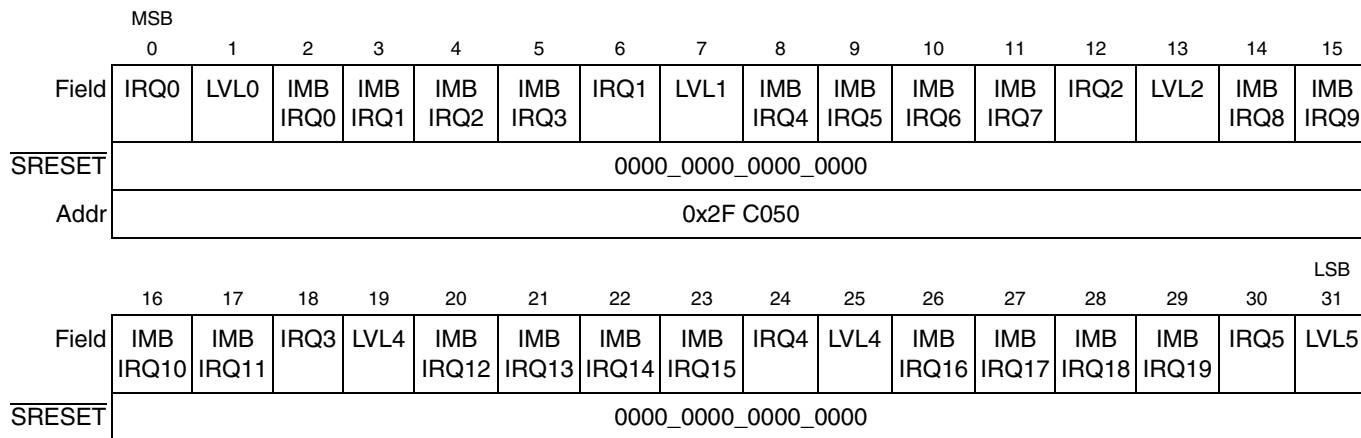 MSB
0 1 2 3 4 5 6 7 8 9 10 11 12 13 14 15
Field IRQ0 LVL0 IMB IMB IMB IMB IRQ1 LVL1 IMB IMB IMB IMB IRQ2 LVL2 IMB IMB
IRQ0 IRQ1 IRQ2 IRQ3 IRQ4 IRQ5 IRQ6 IRQ7 IRQ8 IRQ9
SRESET 0000_0000_0000_0000
Addr 0x2F C050
LSB
16 17 18 19 20 21 22 23 24 25 26 27 28 29 30 31
Field IMB IMB IRQ3 LVL4 IMB IMB IMB IMB IRQ4 LVL4 IMB IMB IMB IMB IRQ5 LVL5
IRQ10 IRQ11 IRQ12 IRQ13 IRQ14 IRQ15 IRQ16 IRQ17 IRQ18 IRQ19
SRESET 0000_0000_0000_0000